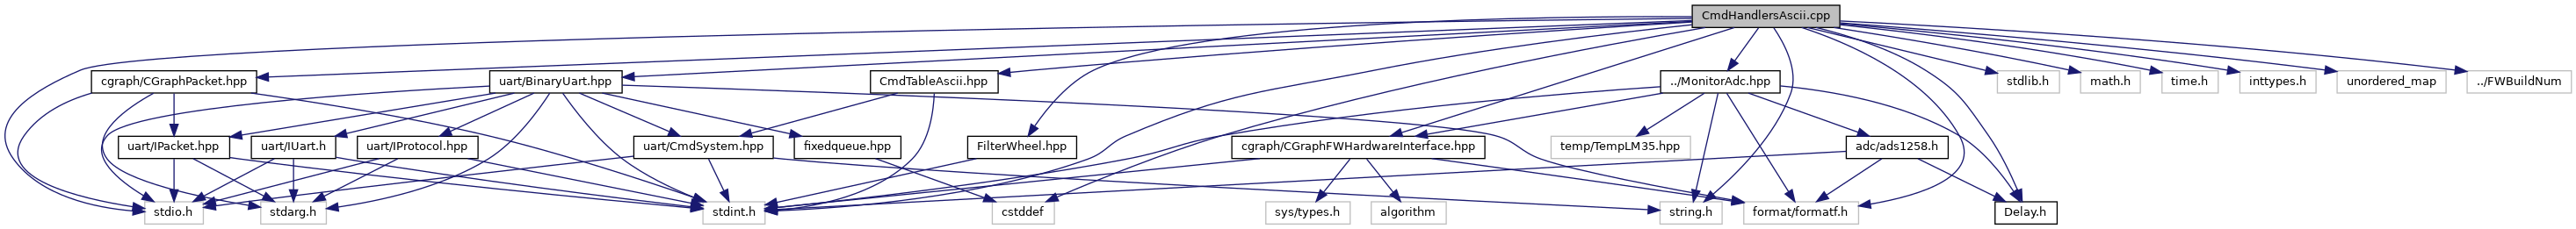 CmdHandlersAscii.cpp
cgraph/CGraphPacket.hpp
uart/BinaryUart.hpp
CmdTableAscii.hpp
../MonitorAdc.hpp
stdlib.h
math.h
time.h
inttypes.h
unordered_map
../FWBuildNum
uart/IPacket.hpp
uart/IUart.h
uart/IProtocol.hpp
uart/CmdSystem.hpp
fixedqueue.hpp
FilterWheel.hpp
cgraph/CGraphFWHardwareInterface.hpp
temp/TempLM35.hpp
adc/ads1258.h
stdio.h
stdarg.h
stdint.h
cstddef
sys/types.h
algorithm
string.h
format/formatf.h
Delay.h